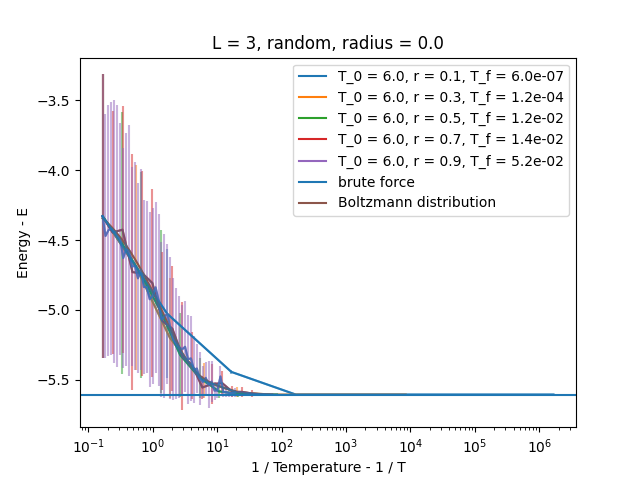 L = 3, random, radius = 0.0
T_0 = 6.0, r = 0.1, T_f = 6.0e-07
T_0 = 6.0, r = 0.3, T_f = 1.2e-04
T_0 = 6.0, r = 0.5, T_f = 1.2e-02
T_0 = 6.0, r = 0.7, T_f = 1.4e-02
T_0 = 6.0, r = 0.9, T_f = 5.2e-02
brute force
Boltzmann distribution
Energy - E
−3.5
−4.0
−4.5
−5.0
−5.5
10⁻¹ 10⁰ 10¹ 10² 10³ 10⁴ 10⁵ 10⁶
1 / Temperature - 1 / T